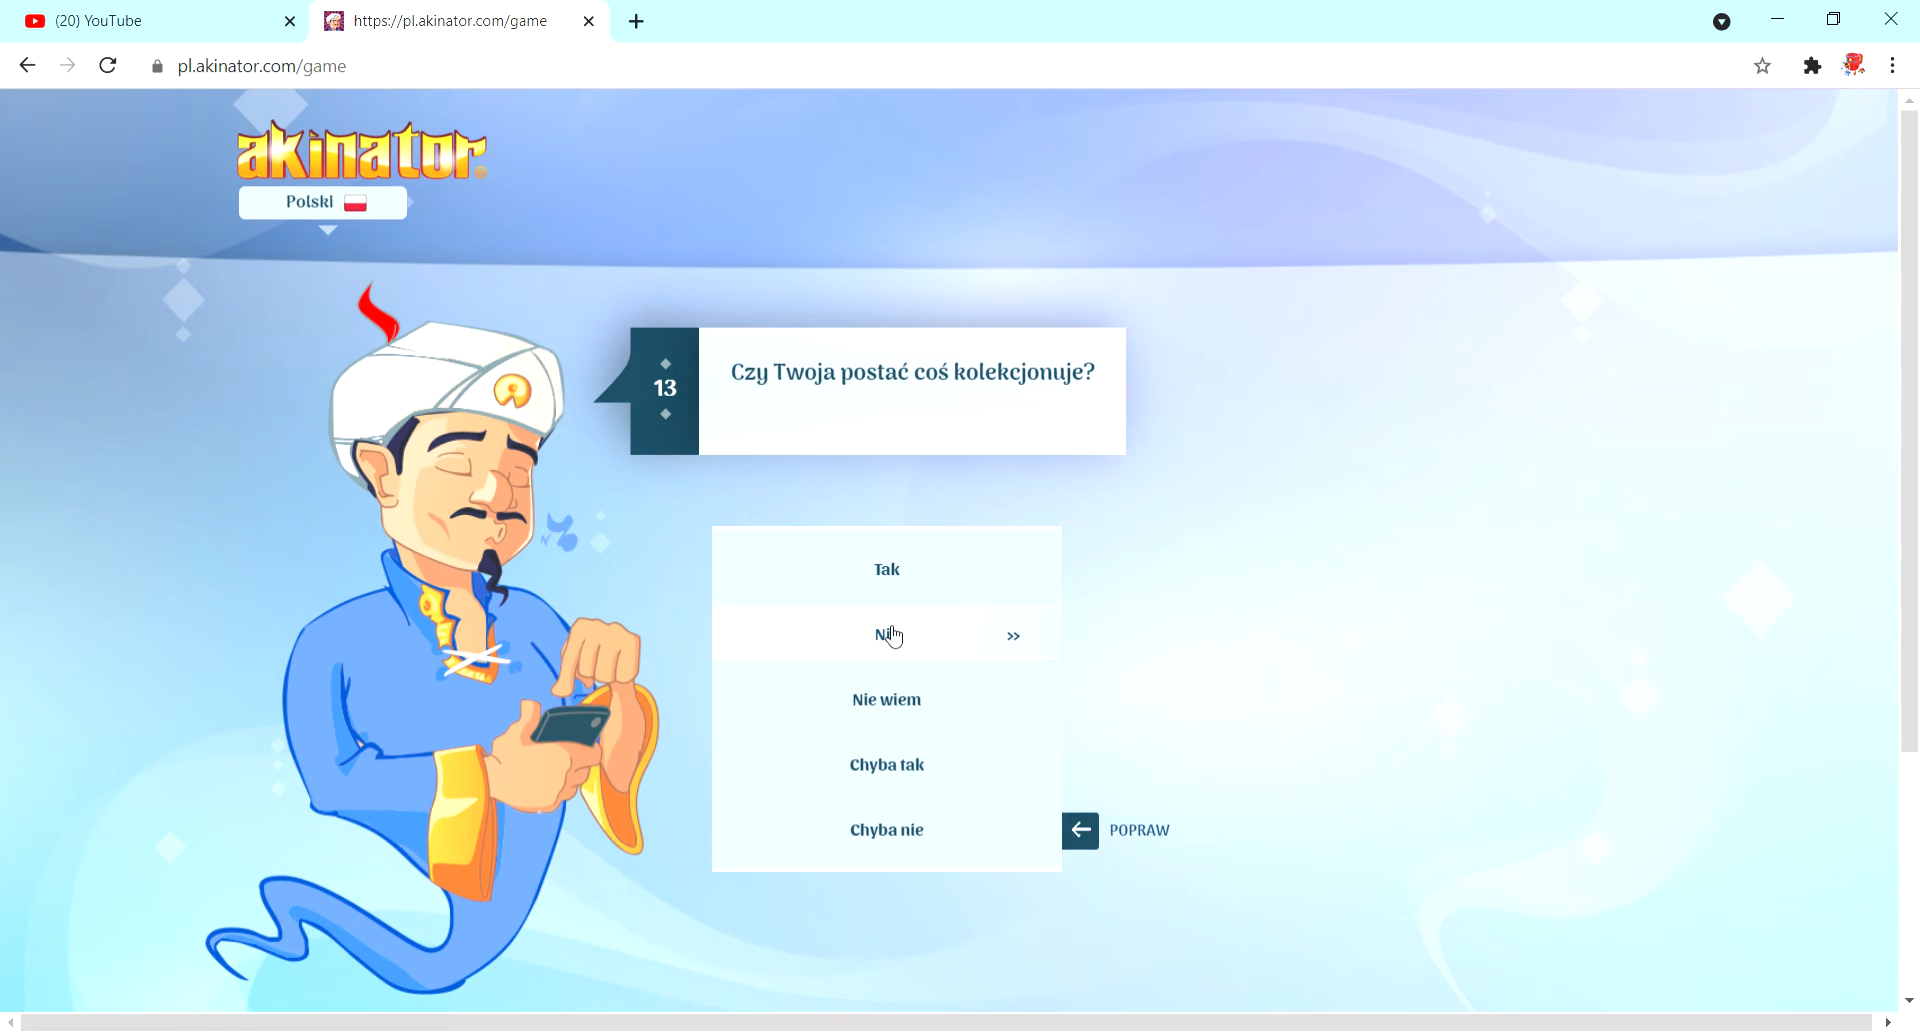 (20) YouTube
https://pl.akinator.com/game
pl.akinator.com/game
akinator
Polski
13
Czy Twoja postać coś kolekcjonuje?
Tak
Nie wiem
Chyba tak
Chyba nie
POPRAW